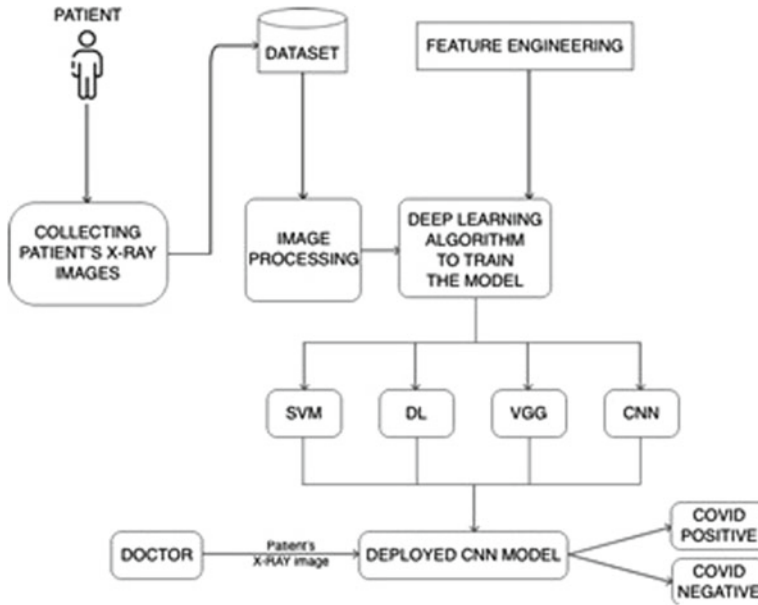 PATIENT
DATASET
FEATURE ENGINEERING
COLLECTING
PATIENT'S X-RAY
IMAGES
IMAGE
PROCESSING
DEEP LEARNING
ALGORITHM
TO TRAIN
THE MODEL
SVM
DL
VGG
CNN
DOCTOR
Patient's
X-RAY image
DEPLOYED CNN MODEL
COVID
POSITIVE
COVID
NEGATIVE